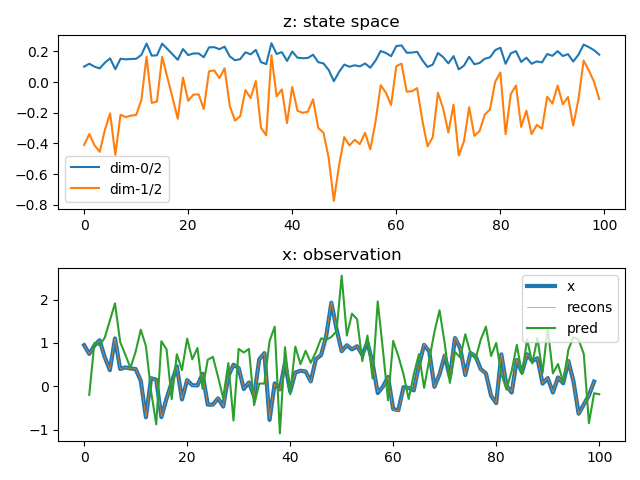 z: state space
0.2
0.0
−0.2
−0.4
−0.6
−0.8
dim-0/2
dim-1/2
0 20 40 60 80 100
x: observation
2
1
0
−1
x
recons
pred
0 20 40 60 80 100